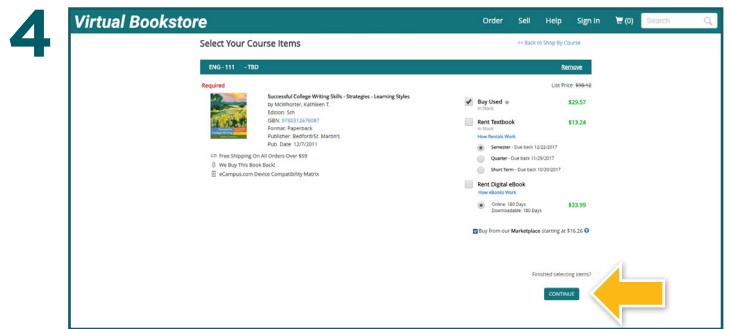 4
Virtual Bookstore
Order Sell Help Sign In (0) Search
Select Your Course Items
<< Back to Shop By Course
ENG - 111 - TBD Remove
Required
List Price: $98.12
Successful College Writing Skills - Strategies - Learning Styles
by McWhorter, Kathleen T.
Edition: 5th
ISBN: 9780312676087
Format: Paperback
Publisher: Bedford/St. Martin's
Pub. Date: 12/7/2011
Free Shipping On All Orders Over $59
We Buy This Book Back!
eCampus.com Device Compatibility Matrix
Buy Used $29.57
In Stock
Rent Textbook $13.24
In Stock
How Rentals Work
Semester - Due back 12/22/2017
Quarter - Due back 11/29/2017
Short Term - Due back 10/30/2017
Rent Digital eBook
How eBooks Work
Online: 180 Days $33.99
Downloadable: 180 Days
Buy from our Marketplace starting at $16.26
Finished selecting items?
CONTINUE